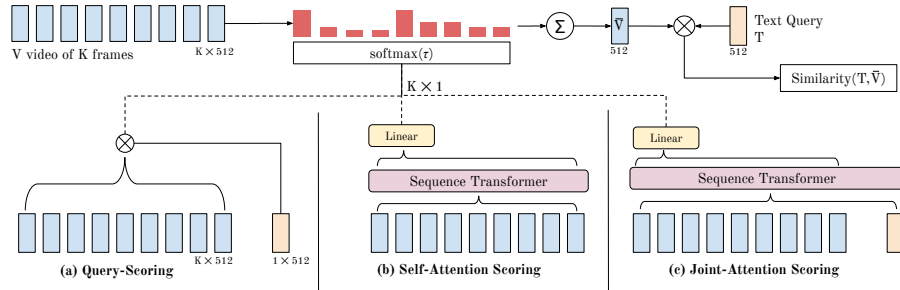 K × 512
V video of K frames
softmax(τ)
Σ
V̄
512
512
Text Query
T
Similarity(T,V̄)
K × 1
Linear
Sequence Transformer
Linear
Sequence Transformer
K × 512
1 × 512
(a) Query-Scoring
(b) Self-Attention Scoring
(c) Joint-Attention Scoring